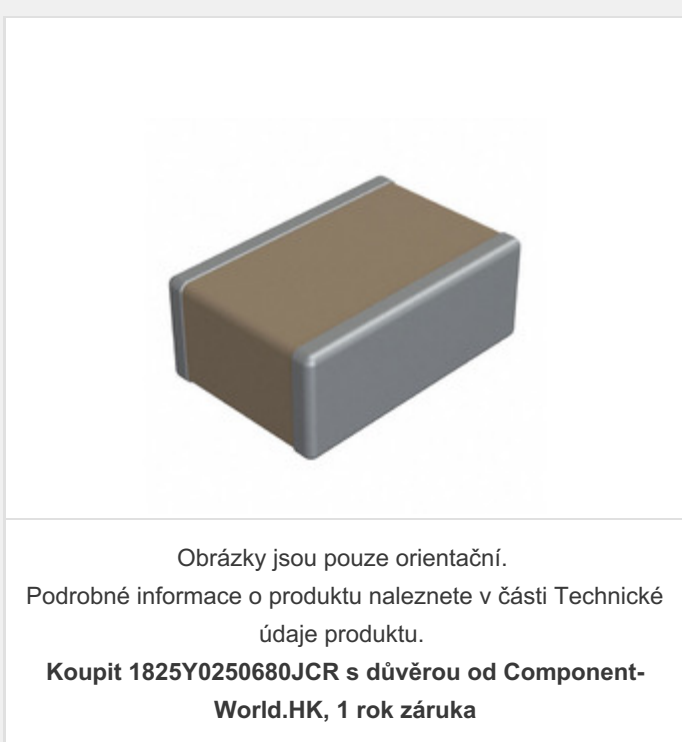 Obrázky jsou pouze orientační.
Podrobné informace o produktu naleznete v části Technické
údaje produktu.
Koupit 1825Y0250680JCR s důvěrou od Component-
World.HK, 1 rok záruka